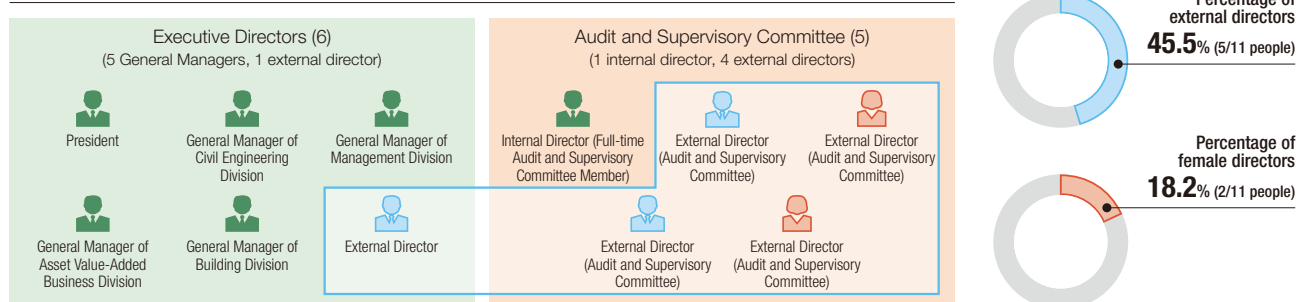 Executive Directors (6)
(5 General Managers, 1 external director)
President
General Manager of
Civil Engineering
Division
General Manager of
Management Division
General Manager of
Asset Value-Added
Business Division
General Manager of
Building Division
External Director
Audit and Supervisory Committee (5)
(1 internal director, 4 external directors)
Internal Director (Full-time
Audit and Supervisory
Committee Member)
External Director
(Audit and Supervisory
Committee)
External Director
(Audit and Supervisory
Committee)
External Director
(Audit and Supervisory
Committee)
External Director
(Audit and Supervisory
Committee)
Percentage of
external directors
45.5% (5/11 people)
Percentage of
female directors
18.2% (2/11 people)